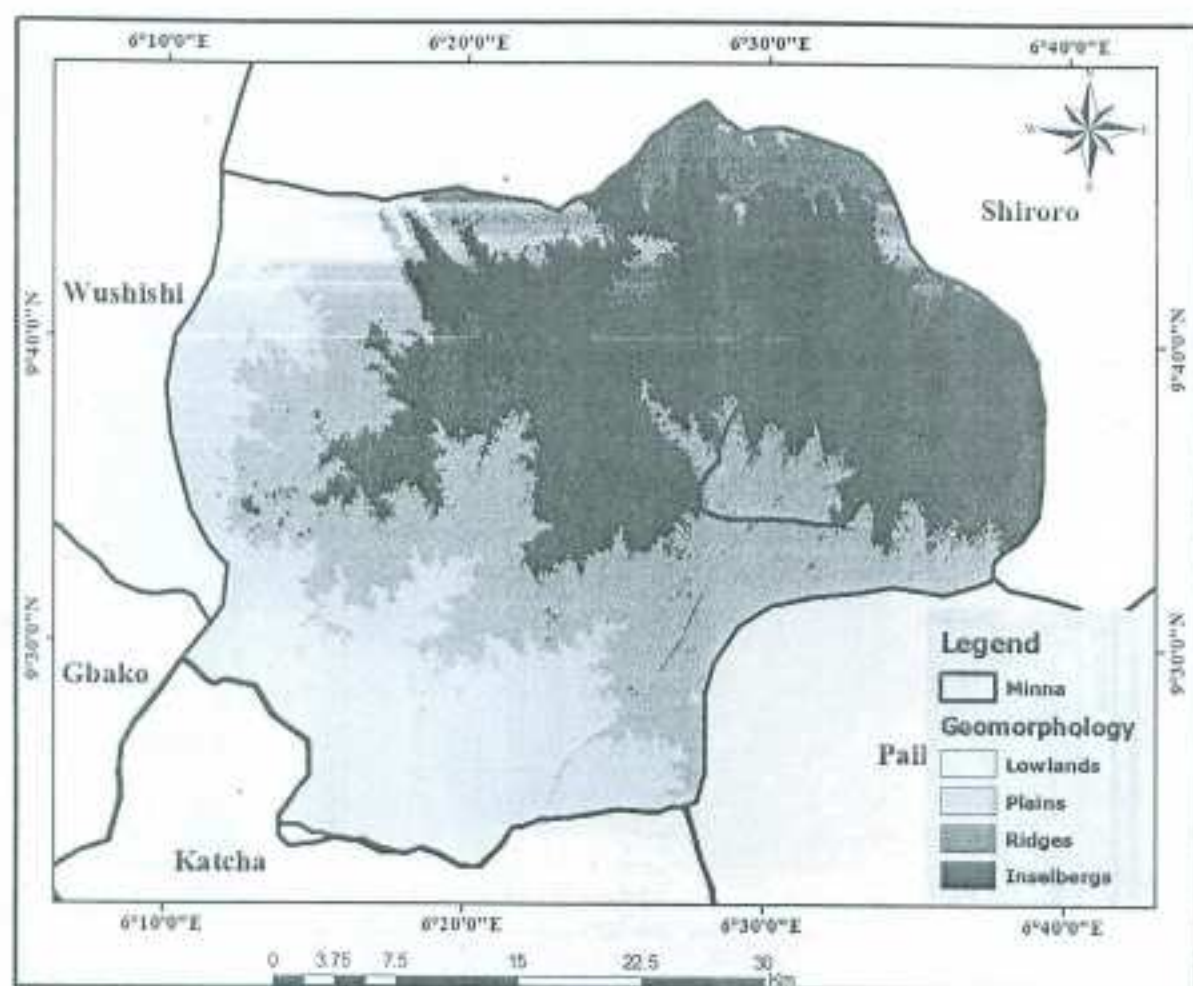 6°10'0"E 6°20'0"E 6°30'0"E 6°40'0"E
W E
Shiroro
Wushishi
9°40'0"N 9°40'0"N
Gbako
9°30'0"N 9°30'0"N
Katcha
Legend
Minna
Geomorphology
Lowlands
Plains
Ridges
Inselbergs
6°10'0"E 6°20'0"E 6°30'0"E 6°40'0"E
0 3.75 7.5 15 22.5 30
Km